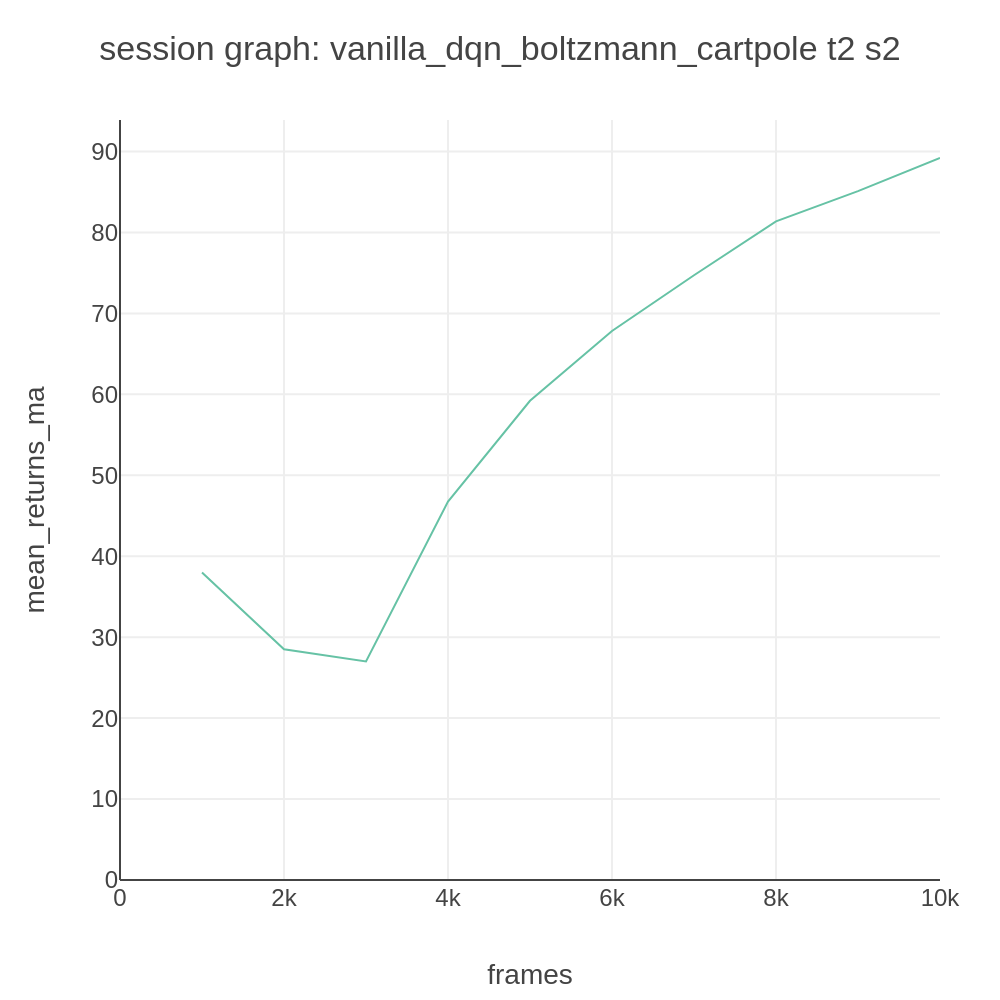 session graph: vanilla_dqn_boltzmann_cartpole t2 s2
mean_returns_ma
90
80
70
60
50
40
30
20
10
0
0 2k 4k 6k 8k 10k
frames